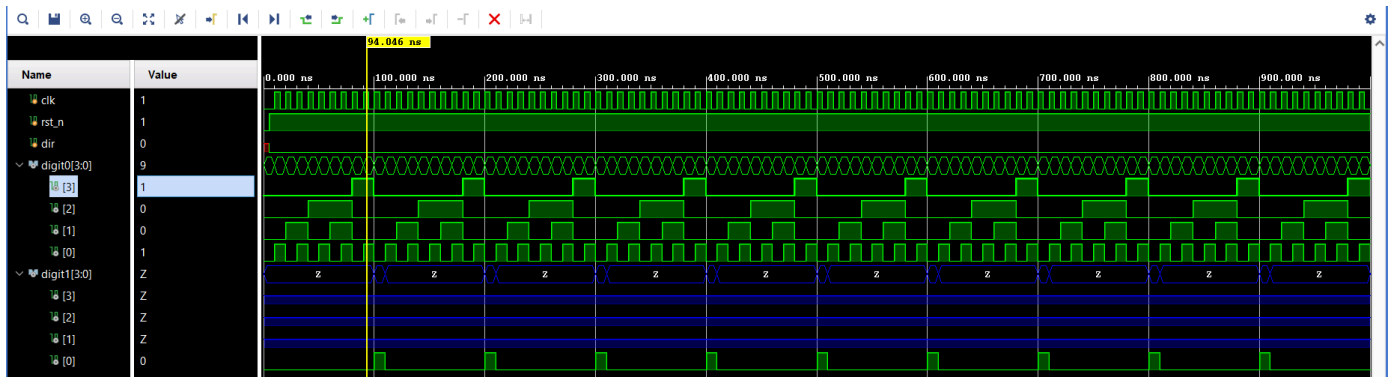 94.046 ns
Name Value
0.000 ns 100.000 ns 200.000 ns 300.000 ns 400.000 ns 500.000 ns 600.000 ns 700.000 ns 800.000 ns 900.000 ns
clk 1
rst_n 1
dir 0
digit0[3:0] 9
[3] 1
[2] 0
[1] 0
[0] 1
digit1[3:0] Z Z Z Z Z Z Z Z Z Z Z
[3] Z
[2] Z
[1] Z
[0] 0